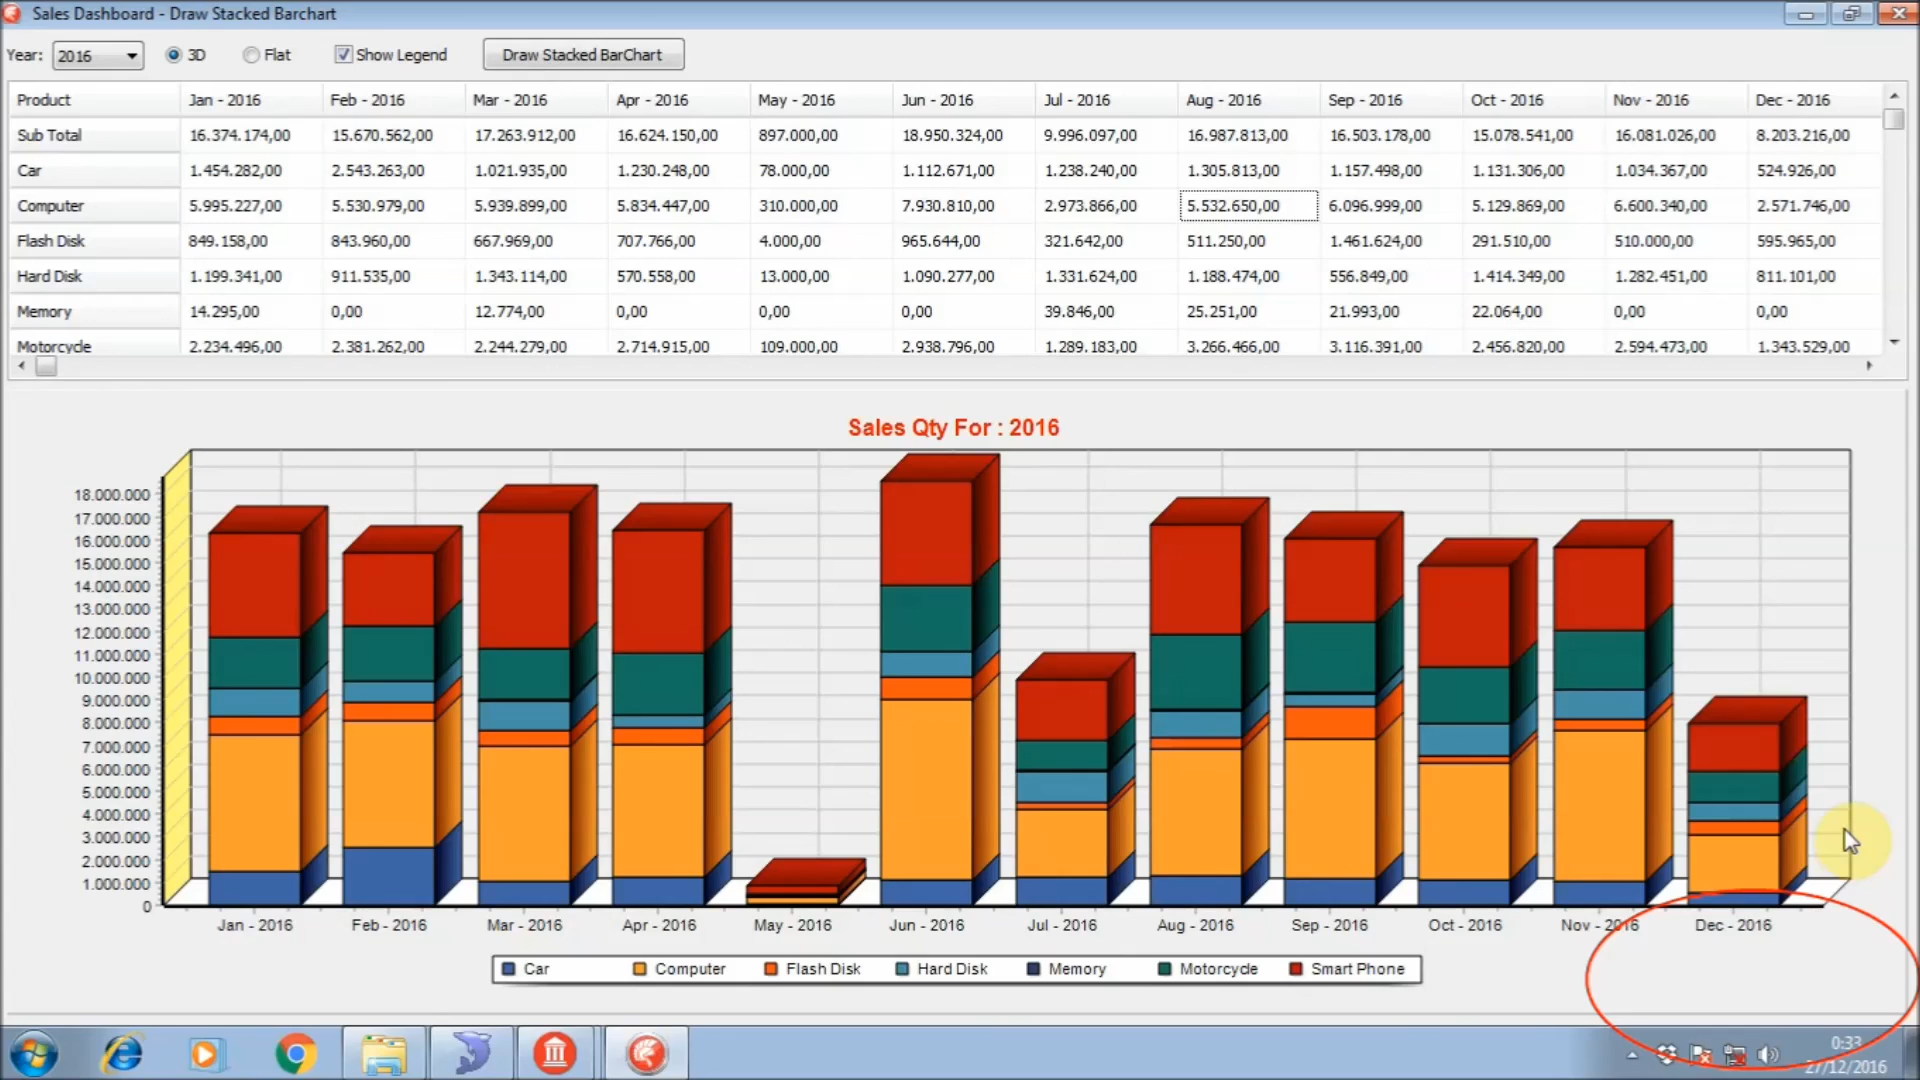 Sales Dashboard - Draw Stacked Barchart
Year: 2016 3D Flat Show Legend Draw Stacked BarChart
Product Jan - 2016 Feb - 2016 Mar - 2016 Apr - 2016 May - 2016 Jun - 2016 Jul - 2016 Aug - 2016 Sep - 2016 Oct - 2016 Nov - 2016 Dec - 2016
Sub Total 16.374.174,00 15.670.562,00 17.263.912,00 16.624.150,00 897.000,00 18.950.324,00 9.996.097,00 16.987.813,00 16.503.178,00 15.078.541,00 16.081.026,00 8.203.216,00
Car 1.454.282,00 2.543.263,00 1.021.935,00 1.230.248,00 78.000,00 1.112.671,00 1.238.240,00 1.305.813,00 1.157.498,00 1.131.306,00 1.034.367,00 524.926,00
Computer 5.995.227,00 5.530.979,00 5.939.899,00 5.834.447,00 310.000,00 7.930.810,00 2.973.866,00 5.532.650,00 6.096.999,00 5.129.869,00 6.600.340,00 2.571.746,00
Flash Disk 849.158,00 843.960,00 667.969,00 707.766,00 4.000,00 965.644,00 321.642,00 511.250,00 1.461.624,00 291.510,00 510.000,00 595.965,00
Hard Disk 1.199.341,00 911.535,00 1.343.114,00 570.558,00 13.000,00 1.090.277,00 1.331.624,00 1.188.474,00 556.849,00 1.414.349,00 1.282.451,00 811.101,00
Memory 14.295,00 0,00 12.774,00 0,00 0,00 0,00 39.846,00 25.251,00 21.993,00 22.064,00 0,00 0,00
Motorcycle 2.234.496,00 2.381.262,00 2.244.279,00 2.714.915,00 109.000,00 2.938.796,00 1.289.183,00 3.266.466,00 3.116.391,00 2.456.820,00 2.594.473,00 1.343.529,00
Sales Qty For : 2016
18.000.000
17.000.000
16.000.000
15.000.000
14.000.000
13.000.000
12.000.000
11.000.000
10.000.000
9.000.000
8.000.000
7.000.000
6.000.000
5.000.000
4.000.000
3.000.000
2.000.000
1.000.000
0
Jan - 2016 Feb - 2016 Mar - 2016 Apr - 2016 May - 2016 Jun - 2016 Jul - 2016 Aug - 2016 Sep - 2016 Oct - 2016 Nov - 2016 Dec - 2016
Car Computer Flash Disk Hard Disk Memory Motorcycle Smart Phone
0:33
27/12/2016